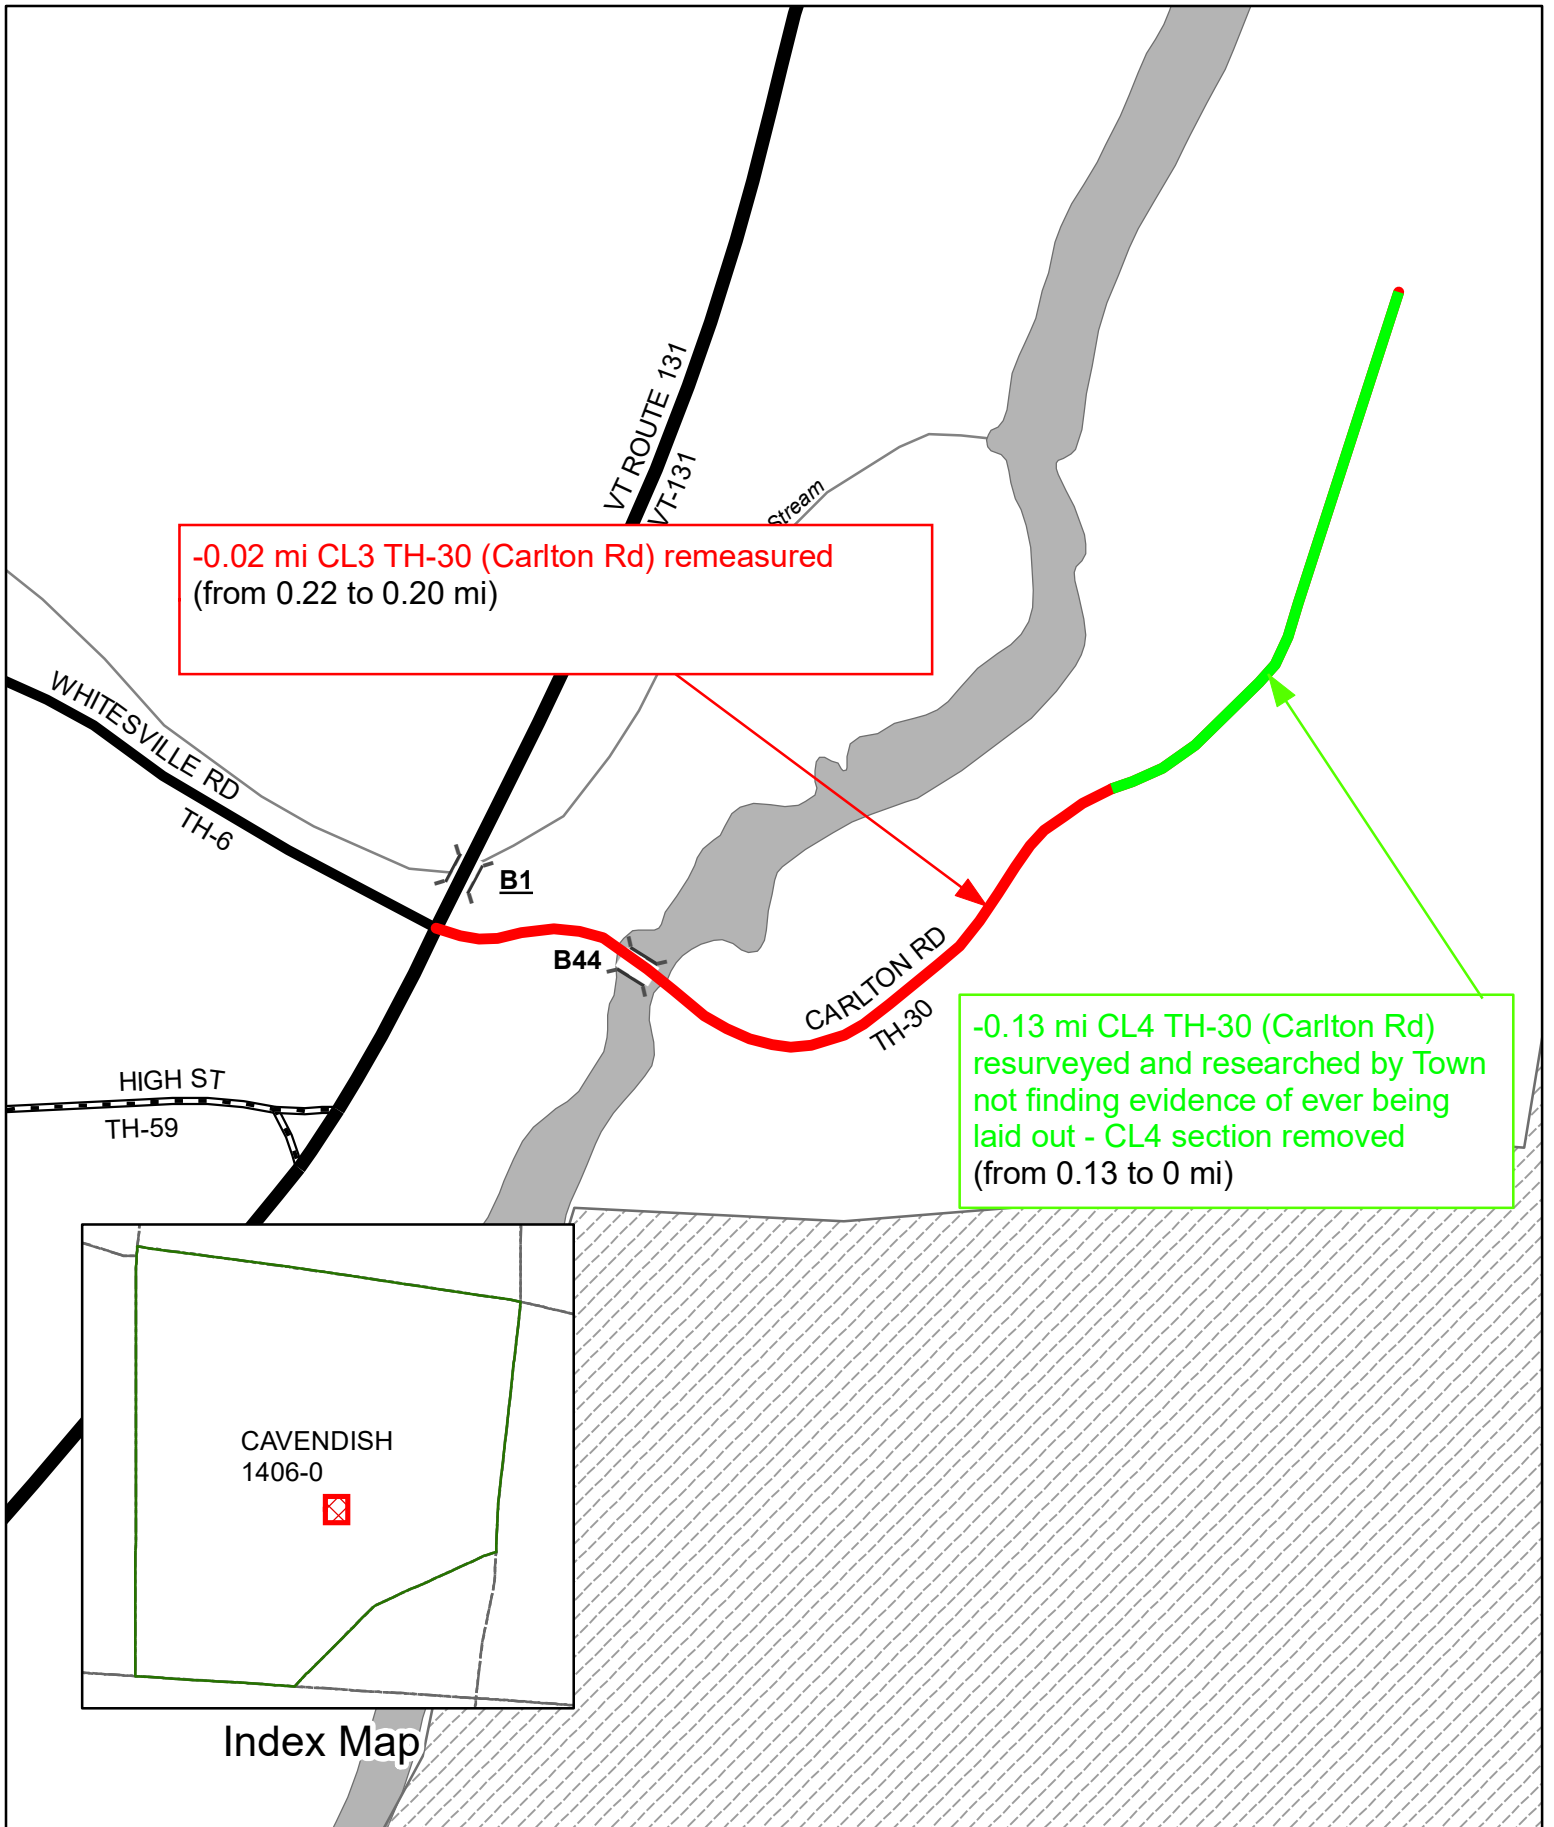 VT ROUTE 131
VT-131
Stream
-0.02 mi CL3 TH-30 (Carlton Rd) remeasured
(from 0.22 to 0.20 mi)
WHITESVILLE RD
TH-6
B1
B44
CARLTON RD
TH-30
-0.13 mi CL4 TH-30 (Carlton Rd)
resurveyed and researched by Town
not finding evidence of ever being
laid out - CL4 section removed
(from 0.13 to 0 mi)
HIGH ST
TH-59
CAVENDISH
1406-0
Index Map